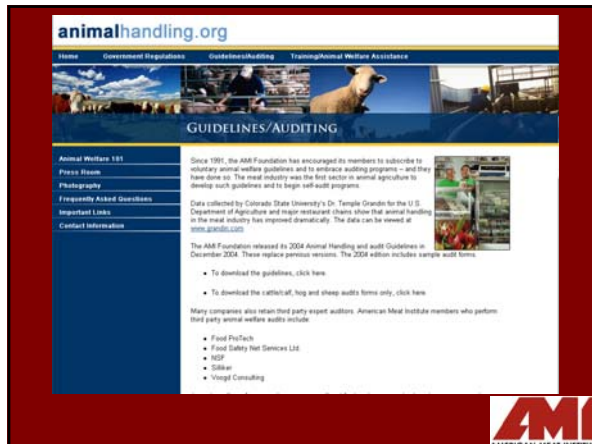 animalhandling.org
Home Government Regulations Guidelines/Auditing Training/Animal Welfare Assistance
GUIDELINES/AUDITING
Animal Welfare 101
Press Room
Photography
Frequently Asked Questions
Important Links
Contact Information
Since 1991, the AMI Foundation has encouraged its members to subscribe to
voluntary animal welfare guidelines and to embrace auditing programs – and they
have done so. The meat industry was the first sector in animal agriculture to
develop such guidelines and to begin self-audit programs.
Data collected by Colorado State University's Dr. Temple Grandin for the U.S.
Department of Agriculture and major restaurant chains show that animal handling
in the meat industry has improved dramatically. The data can be viewed at
www.grandin.com
The AMI Foundation released its 2004 Animal Handling and audit Guidelines in
December 2004. These replace pervious versions. The 2004 edition includes sample audit forms.
• To download the guidelines, click here.
• To download the cattle/calf, hog and sheep audits forms only, click here.
Many companies also retain third party expert auditors. American Meat Institute members who perform
third party animal welfare audits include:
• Food ProTech
• Food Safety Net Services Ltd.
• NSF
• Silliker
• Voogd Consulting
AMI
AMERICAN MEAT INSTITU